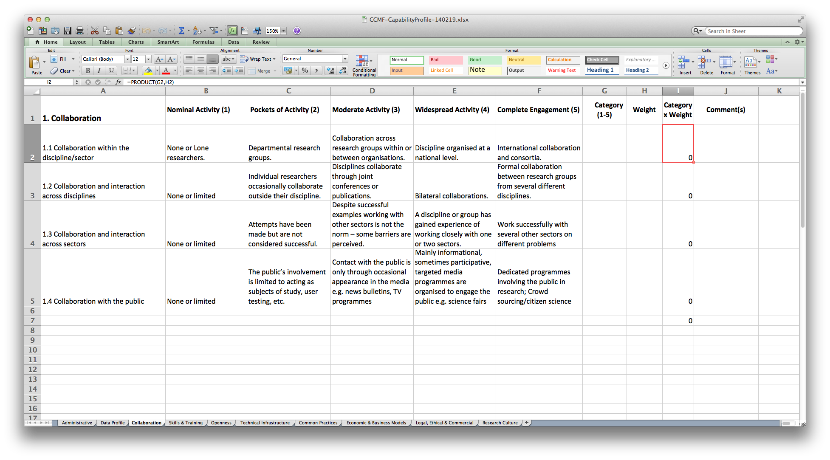 CCMF-CapabilityProfile-140219.xlsx
150%
Search in Sheet
Home Layout Tables Charts SmartArt Formulas Data Review
Edit Font Alignment Number Format Cells Themes
Fill Calibri (Body) 12 A- A- abc Wrap Text General Normal Bad Good Neutral Calculation Check Cell Explanatory...
Paste Clear B I U A Merge % Conditional Formatting Input Linked Cell Note Output Warning Text Heading 1 Heading 2 Insert Delete Format Themes Aa
I2 fx =PRODUCT(G2,H2)
A B C D E F G H I J K
1 1. Collaboration
Nominal Activity (1)
Pockets of Activity (2)
Moderate Activity (3)
Widespread Activity (4)
Complete Engagement (5)
Category
(1-5)
Weight
Category
x Weight
Comment(s)
2
1.1 Collaboration within the
discipline/sector
None or Lone
researchers.
Departmental research
groups.
Collaboration across
research groups within or
between organisations.
Discipline organised at a
national level.
International collaboration
and consortia.
0
3
1.2 Collaboration and interaction
across disciplines
None or limited
Individual researchers
occasionally collaborate
outside their discipline.
Disciplines collaborate
through joint
conferences or
publications.
Bilateral collaborations.
Formal collaboration
between research groups
from several different
disciplines.
0
4
1.3 Collaboration and interaction
across sectors
None or limited
Attempts have been
made but are not
considered successful.
Despite successful
examples working with
other sectors is not the
norm – some barriers are
perceived.
A discipline or group has
gained experience of
working closely with one
or two sectors.
Work successfully with
several other sectors on
different problems
0
5
1.4 Collaboration with the public
None or limited
The public's involvement
is limited to acting as
subjects of study, user
testing, etc.
Contact with the public is
only through occasional
appearance in the media
e.g. news bulletins, TV
programmes
Mainly informational,
sometimes participative,
targeted media
programmes are
organised to engage the
public e.g. science fairs
Dedicated programmes
involving the public in
research; Crowd
sourcing/citizen science
0
6
7 0
8
9
10
11
12
13
14
15
16
17
Administrative Data Profile Collaboration Skills & Training Openness Technical Infrastructure Common Practices Economic & Business Models Legal, Ethical & Commercial Research Culture +